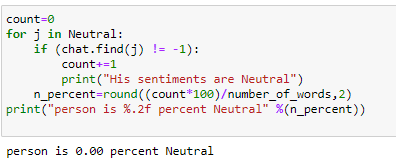 count=0
for j in Neutral:
    if (chat.find(j) != -1):
        count+=1
        print("His sentiments are Neutral")
    n_percent=round((count*100)/number_of_words,2)
print("person is %.2f percent Neutral" %(n_percent))
person is 0.00 percent Neutral